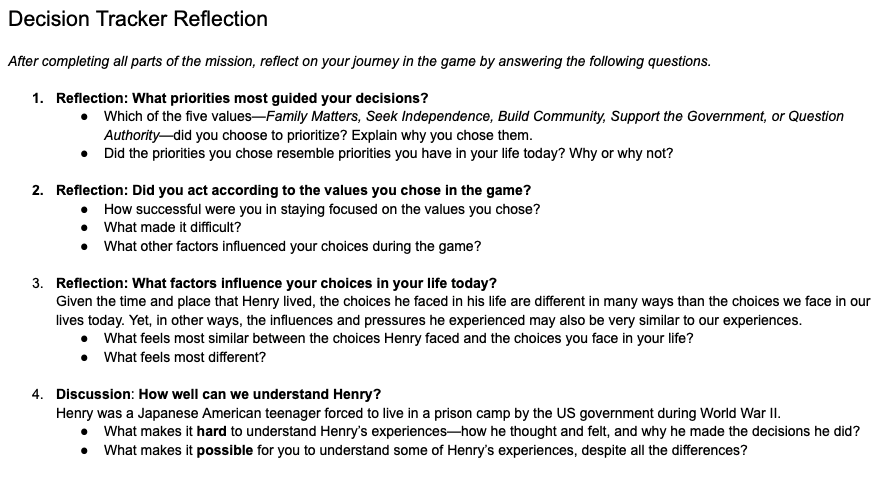 Decision Tracker Reflection
After completing all parts of the mission, reflect on your journey in the game by answering the following questions.
1. Reflection: What priorities most guided your decisions?
● Which of the five values—Family Matters, Seek Independence, Build Community, Support the Government, or Question
Authority—did you choose to prioritize? Explain why you chose them.
● Did the priorities you chose resemble priorities you have in your life today? Why or why not?
2. Reflection: Did you act according to the values you chose in the game?
● How successful were you in staying focused on the values you chose?
● What made it difficult?
● What other factors influenced your choices during the game?
3. Reflection: What factors influence your choices in your life today?
Given the time and place that Henry lived, the choices he faced in his life are different in many ways than the choices we face in our
lives today. Yet, in other ways, the influences and pressures he experienced may also be very similar to our experiences.
● What feels most similar between the choices Henry faced and the choices you face in your life?
● What feels most different?
4. Discussion: How well can we understand Henry?
Henry was a Japanese American teenager forced to live in a prison camp by the US government during World War II.
● What makes it hard to understand Henry's experiences—how he thought and felt, and why he made the decisions he did?
● What makes it possible for you to understand some of Henry's experiences, despite all the differences?